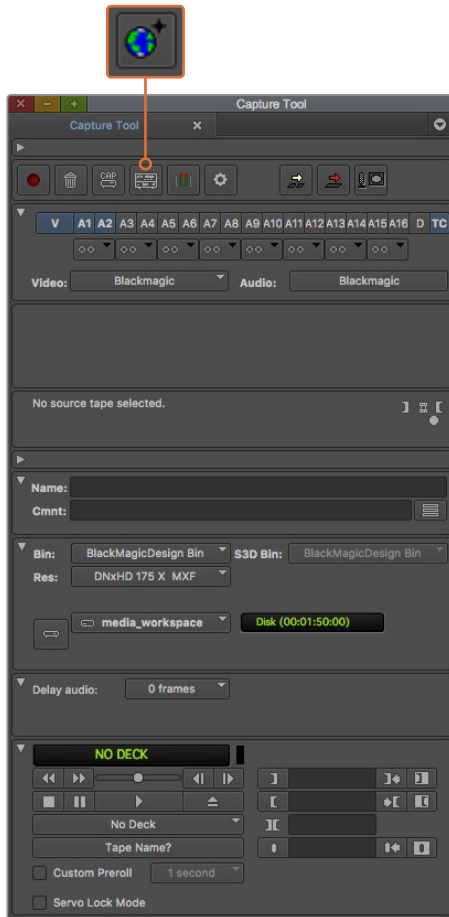 Capture Tool
Capture Tool
CAP
V A1 A2 A3 A4 A5 A6 A7 A8 A9 A10 A11 A12 A13 A14 A15 A16 D TC
Video: Blackmagic Audio: Blackmagic
No source tape selected.
Name:
Cmnt:
Bin: BlackMagicDesign Bin S3D Bin: BlackMagicDesign Bin
Res: DNxHD 175 X MXF
media_workspace Disk (00:01:50:00)
Delay audio: 0 frames
NO DECK
No Deck
Tape Name?
Custom Preroll 1 second
Servo Lock Mode